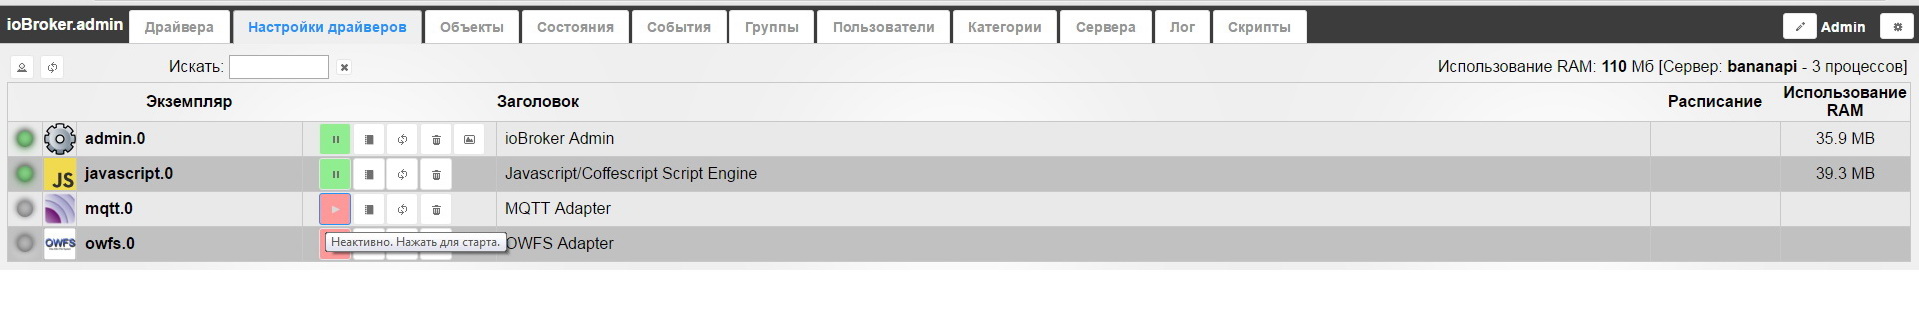 ioBroker.admin Драйвера Настройки драйверов Объекты Состояния События Группы Пользователи Категории Сервера Лог Скрипты Admin
Искать: Использование RAM: 110 Мб [Сервер: bananapi - 3 процессов]
Экземпляр Заголовок Расписание Использование RAM
admin.0 ioBroker Admin 35.9 MB
JS javascript.0 Javascript/Coffescript Script Engine 39.3 MB
mqtt.0 MQTT Adapter
OWFS owfs.0 Неактивно. Нажать для старта. OWFS Adapter